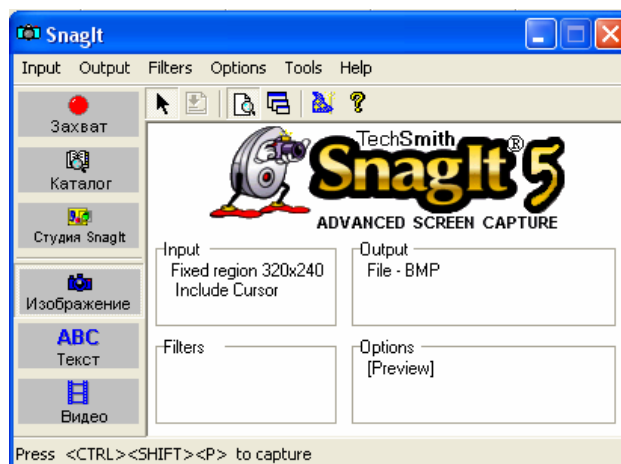 SnagIt
Input Output Filters Options Tools Help
Захват
Каталог
Студия SnagIt
Изображение
ABC
Текст
Видео
TechSmith
SnagIt 5 ®
ADVANCED SCREEN CAPTURE
Input
Fixed region 320x240
Include Cursor
Output
File - BMP
Filters
Options
[Preview]
Press <CTRL><SHIFT><P> to capture